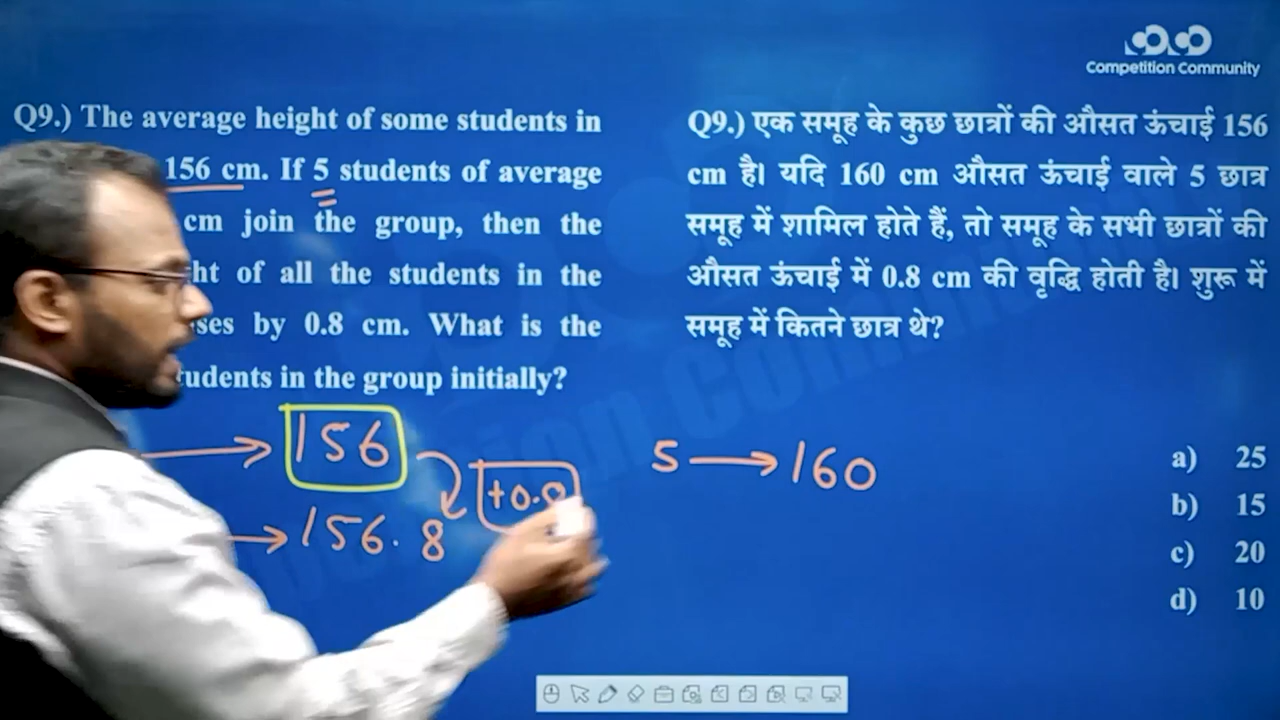 Competition Community
Q9.) The average height of some students in
156 cm. If 5 students of average
cm join the group, then the
of all the students in the
by 0.8 cm. What is the
students in the group initially?
Q9.) एक समूह के कुछ छात्रों की औसत ऊंचाई 156
cm है। यदि 160 cm औसत ऊंचाई वाले 5 छात्र
समूह में शामिल होते हैं, तो समूह के सभी छात्रों की
औसत ऊंचाई में 0.8 cm की वृद्धि होती है। शुरू में
समूह में कितने छात्र थे?
156
+0.8
156.8
5 → 160
a) 25
b) 15
c) 20
d) 10